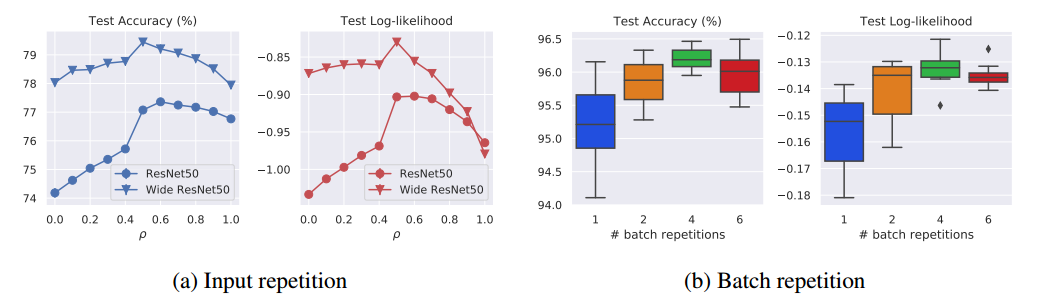 Test Accuracy (%)
79
78
77
76
75
74
0.0 0.2 0.4 0.6 0.8 1.0
ρ
ResNet50
Wide ResNet50
Test Log-likelihood
−0.85
−0.90
−0.95
−1.00
0.0 0.2 0.4 0.6 0.8 1.0
ρ
ResNet50
Wide ResNet50
(a) Input repetition
Test Accuracy (%)
96.5
96.0
95.5
95.0
94.5
94.0
1 2 4 6
# batch repetitions
Test Log-likelihood
−0.12
−0.13
−0.14
−0.15
−0.16
−0.17
−0.18
1 2 4 6
# batch repetitions
(b) Batch repetition